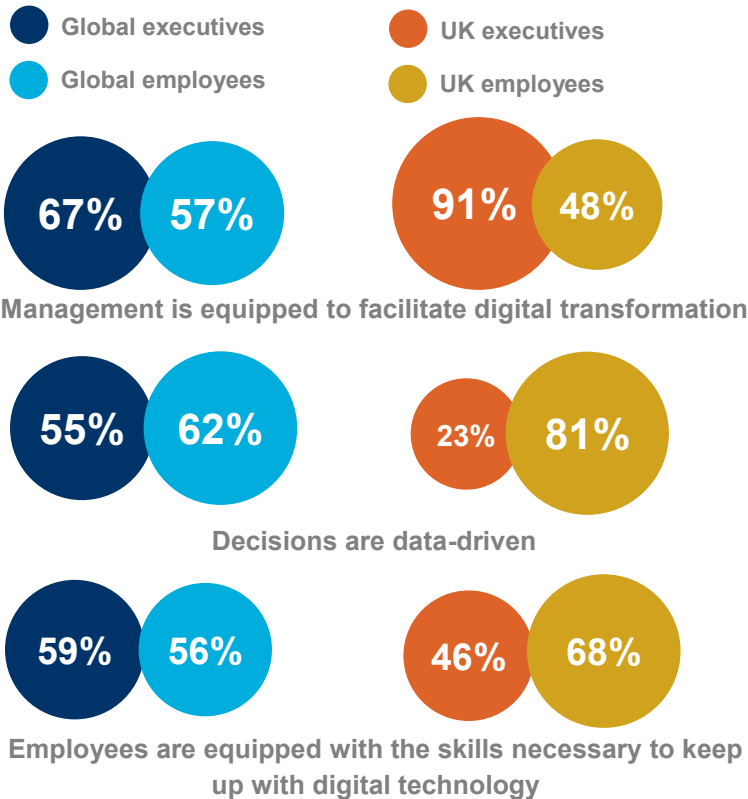 Global executives
UK executives
Global employees
UK employees
67%
57%
91%
48%
Management is equipped to facilitate digital transformation
55%
62%
23%
81%
Decisions are data-driven
59%
56%
46%
68%
Employees are equipped with the skills necessary to keep
up with digital technology